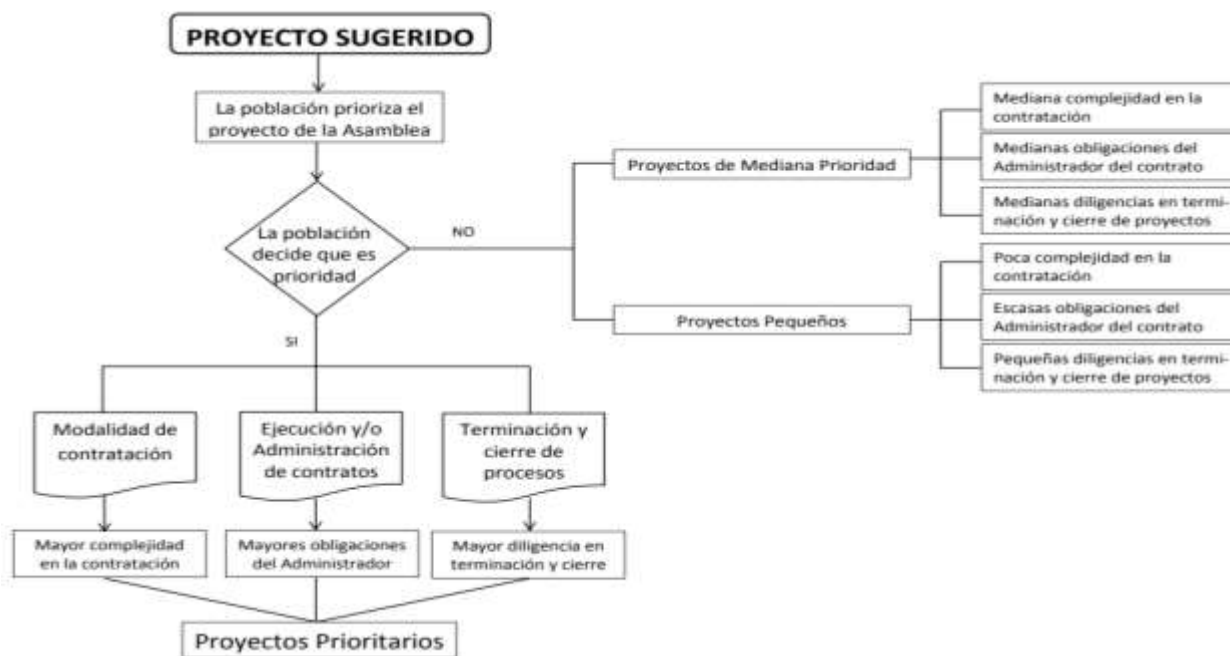 PROYECTO SUGERIDO
La población prioriza el
proyecto de la Asamblea
La población
decide que es
prioridad
NO
SI
Proyectos de Mediana Prioridad
Mediana complejidad en la
contratación
Medianas obligaciones del
Administrador del contrato
Medianas diligencias en termi-
nación y cierre de proyectos
Proyectos Pequeños
Poca complejidad en la
contratación
Escasas obligaciones del
Administrador del contrato
Pequeñas diligencias en termi-
nación y cierre de proyectos
Modalidad de
contratación
Ejecución y/o
Administración
de contratos
Terminación y
cierre de
procesos
Mayor complejidad
en la contratación
Mayores obligaciones
del Administrador
Mayor diligencia en
terminación y cierre
Proyectos Prioritarios